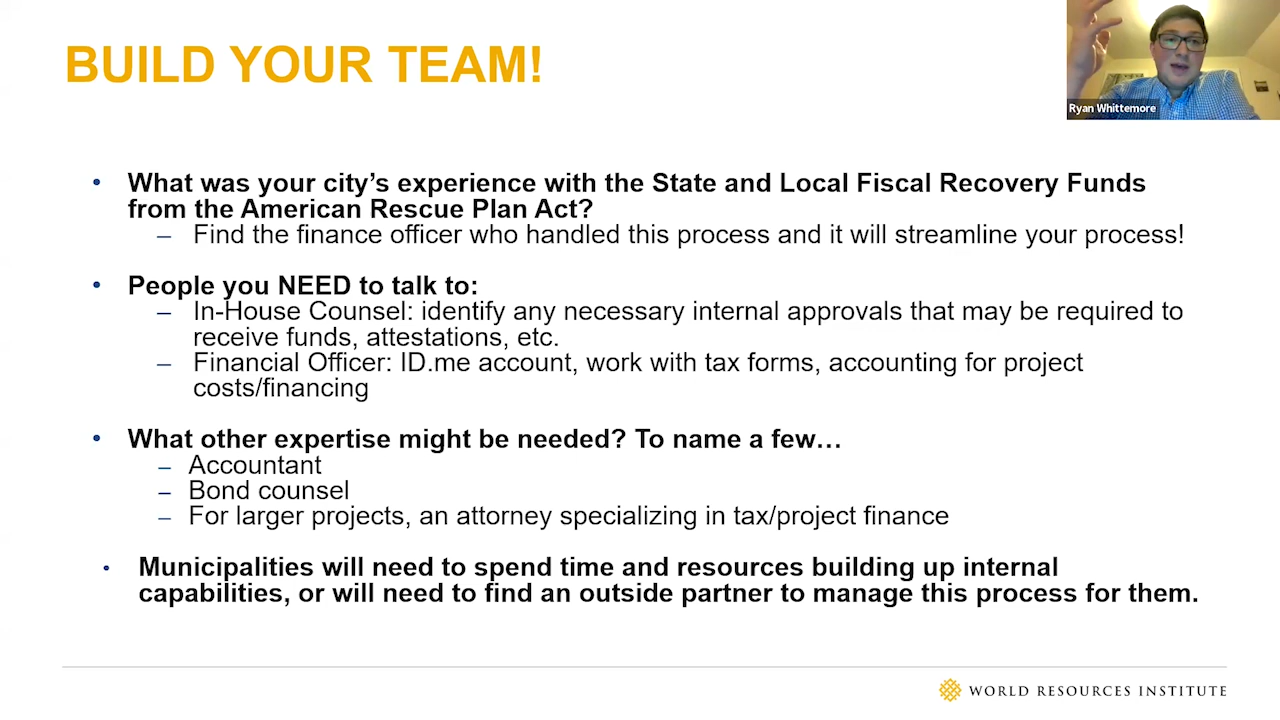 BUILD YOUR TEAM!
Ryan Whittemore
• What was your city’s experience with the State and Local Fiscal Recovery Funds
from the American Rescue Plan Act?
– Find the finance officer who handled this process and it will streamline your process!
• People you NEED to talk to:
– In-House Counsel: identify any necessary internal approvals that may be required to
receive funds, attestations, etc.
– Financial Officer: ID.me account, work with tax forms, accounting for project
costs/financing
• What other expertise might be needed? To name a few…
– Accountant
– Bond counsel
– For larger projects, an attorney specializing in tax/project finance
• Municipalities will need to spend time and resources building up internal
capabilities, or will need to find an outside partner to manage this process for them.
WORLD RESOURCES INSTITUTE